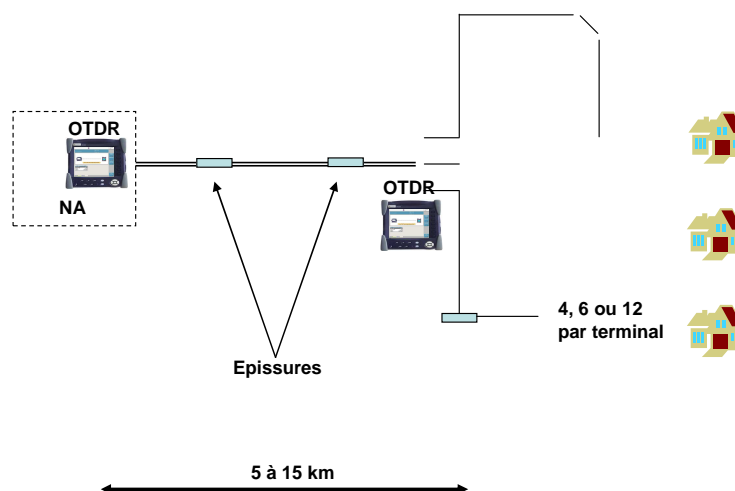 OTDR
NA
OTDR
4, 6 ou 12
par terminal
Epissures
5 à 15 km